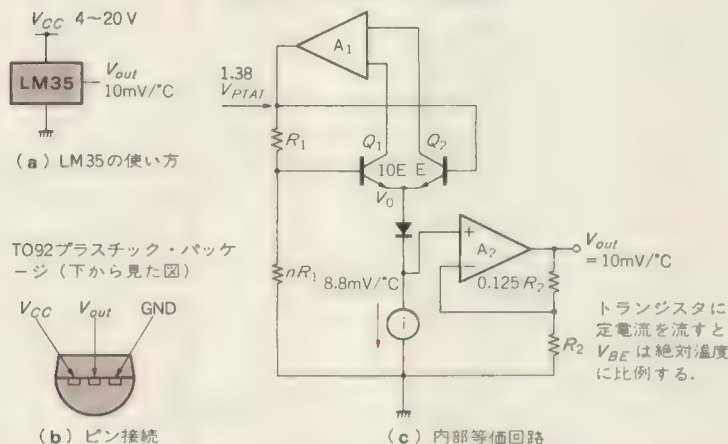 V_CC 4~20 V
LM35
V_out
10mV/°C
(a) LM35の使い方
TO92プラスチック・パッケ
ージ（下から見た図）
V_CC
V_out
GND
(b) ピン接続
A₁
1.38
V_PTAT
R₁
Q₁
Q₂
10E E
V₀
nR₁
8.8mV/°C
i
+
−
A₂
V_out
= 10mV/°C
0.125R₂
R₂
トランジスタに
定電流を流すと
V_BE は絶対温度
に比例する.
(c) 内部等価回路